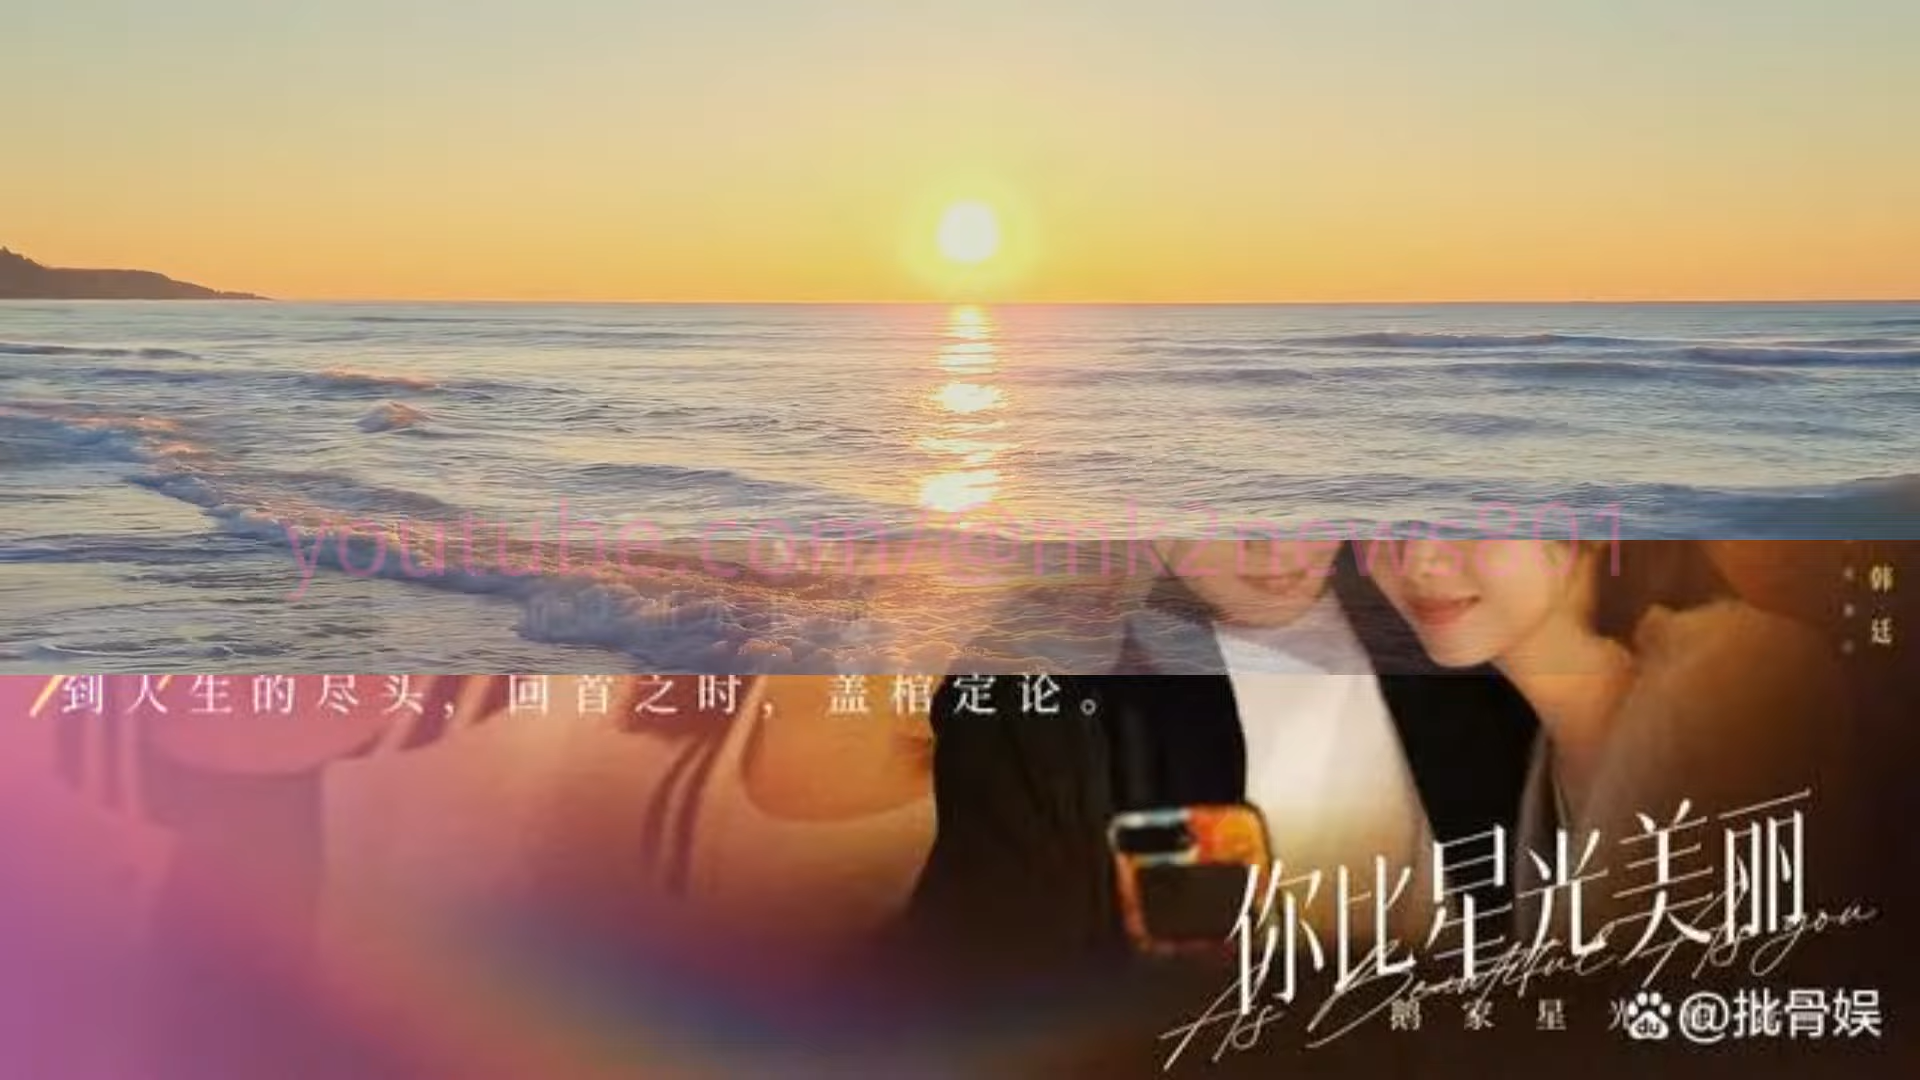 youtube.com/@mk2news801
韩
廷
到人生的尽头，回首之时，盖棺定论。
你比星光美丽
As Beautiful As you
鹅家星光
du @批骨娱